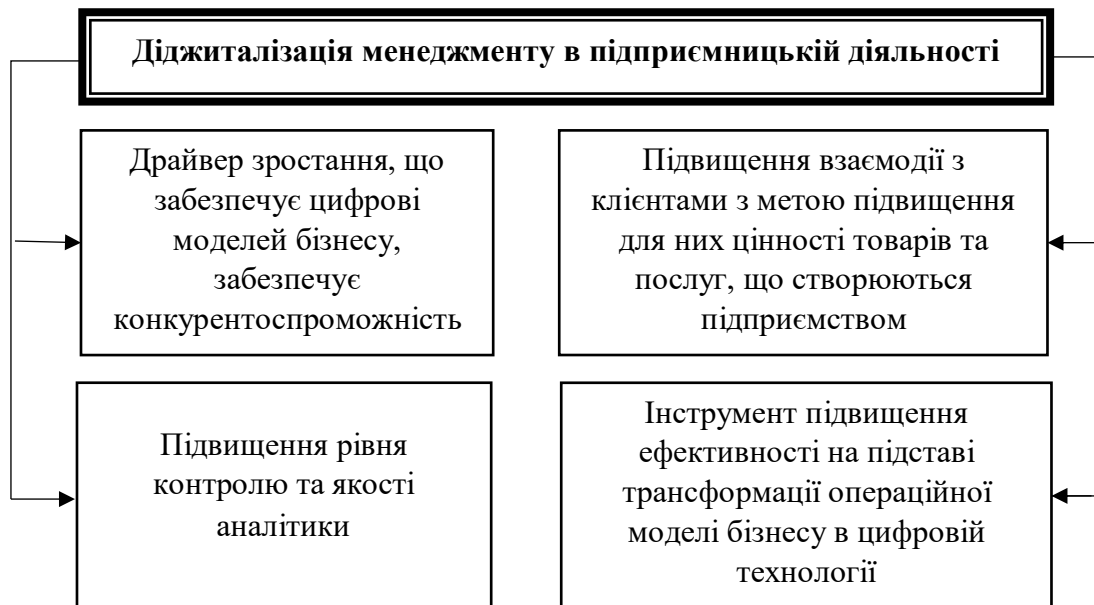 Діджиталізація менеджменту в підприємницькій діяльності
Драйвер зростання, що
забезпечує цифрові
моделей бізнесу,
забезпечує
конкурентоспроможність
Підвищення взаємодії з
клієнтами з метою підвищення
для них цінності товарів та
послуг, що створюються
підприємством
Підвищення рівня
контролю та якості
аналітики
Інструмент підвищення
ефективності на підставі
трансформації операційної
моделі бізнесу в цифровій
технології